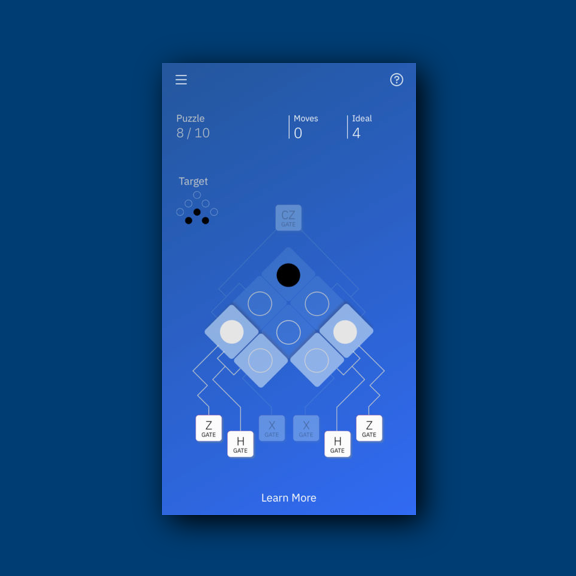 Puzzle
8 / 10
Moves
0
Ideal
4
Target
CZ
GATE
Z
GATE
H
GATE
X
GATE
X
GATE
H
GATE
Z
GATE
Learn More